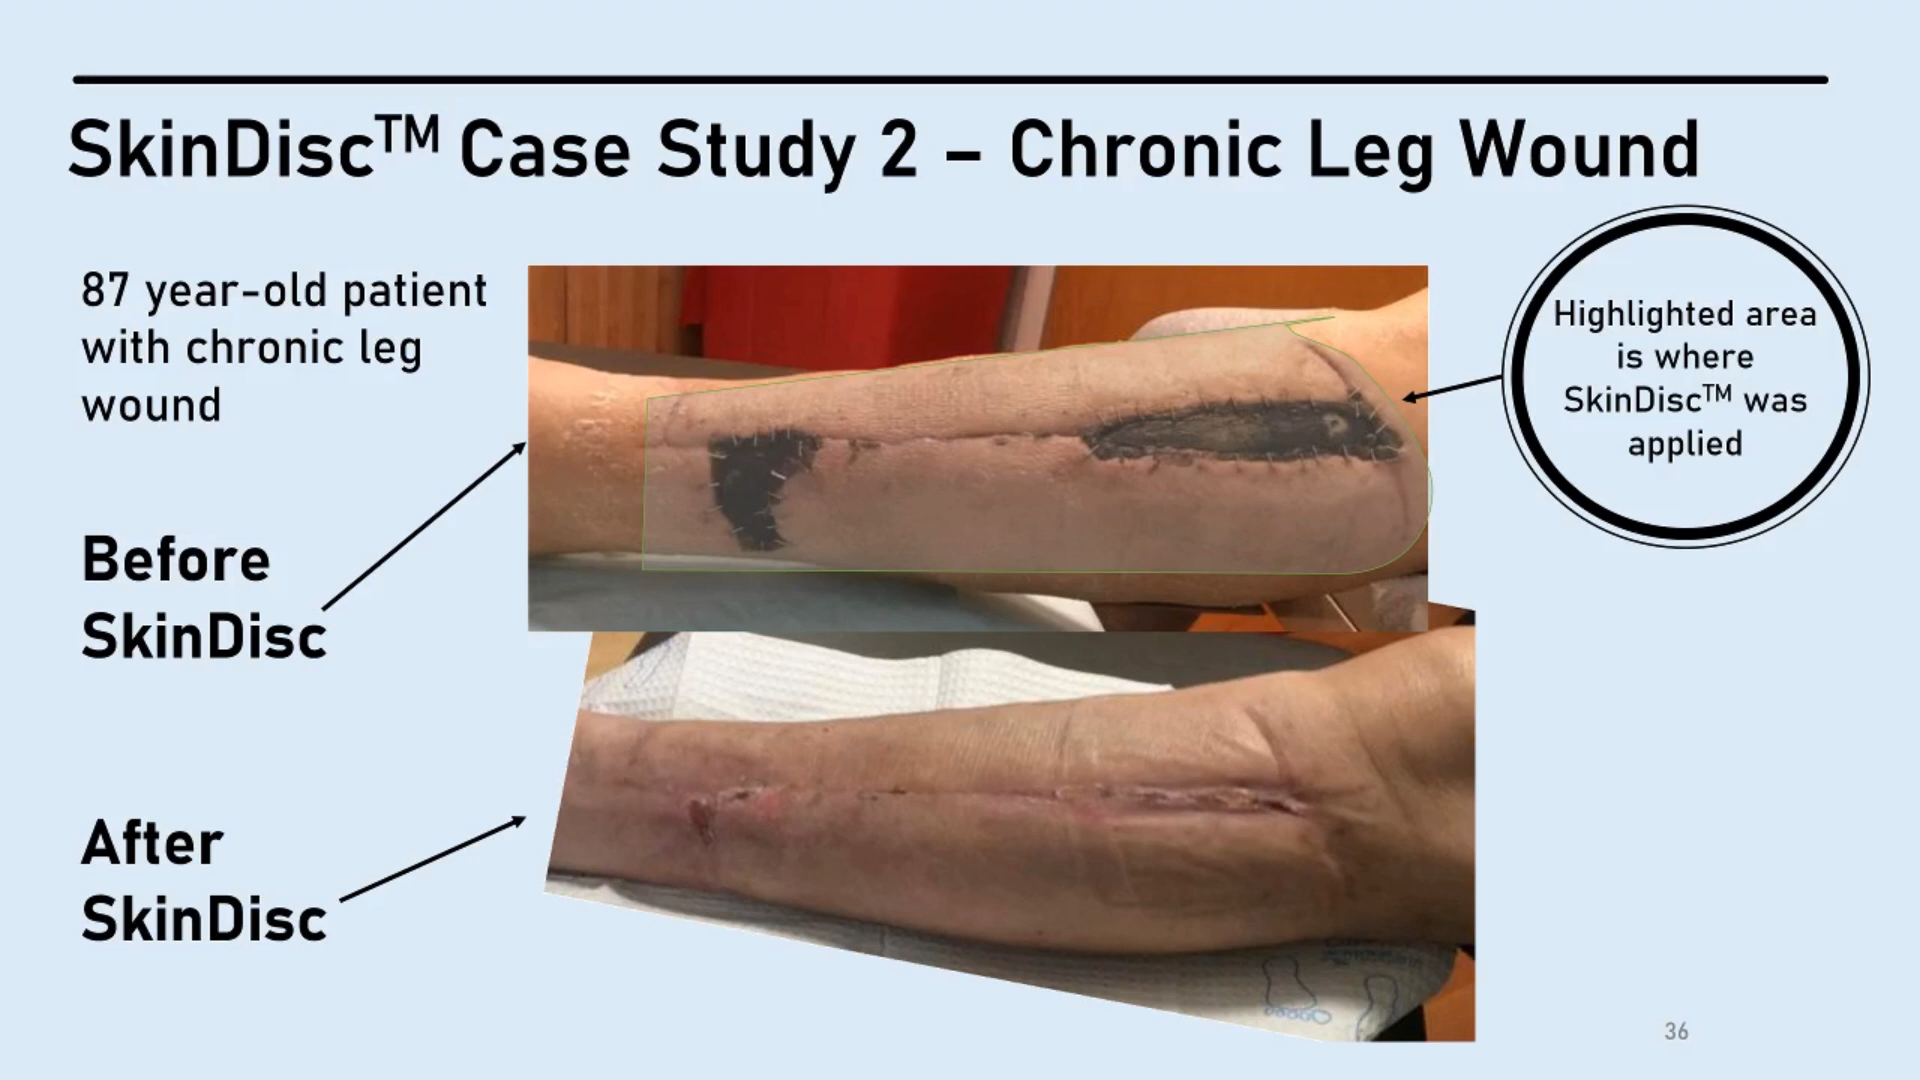 SkinDisc™ Case Study 2 – Chronic Leg Wound
87 year-old patient
with chronic leg
wound
Before
SkinDisc
After
SkinDisc
Highlighted area
is where
SkinDisc™ was
applied
36